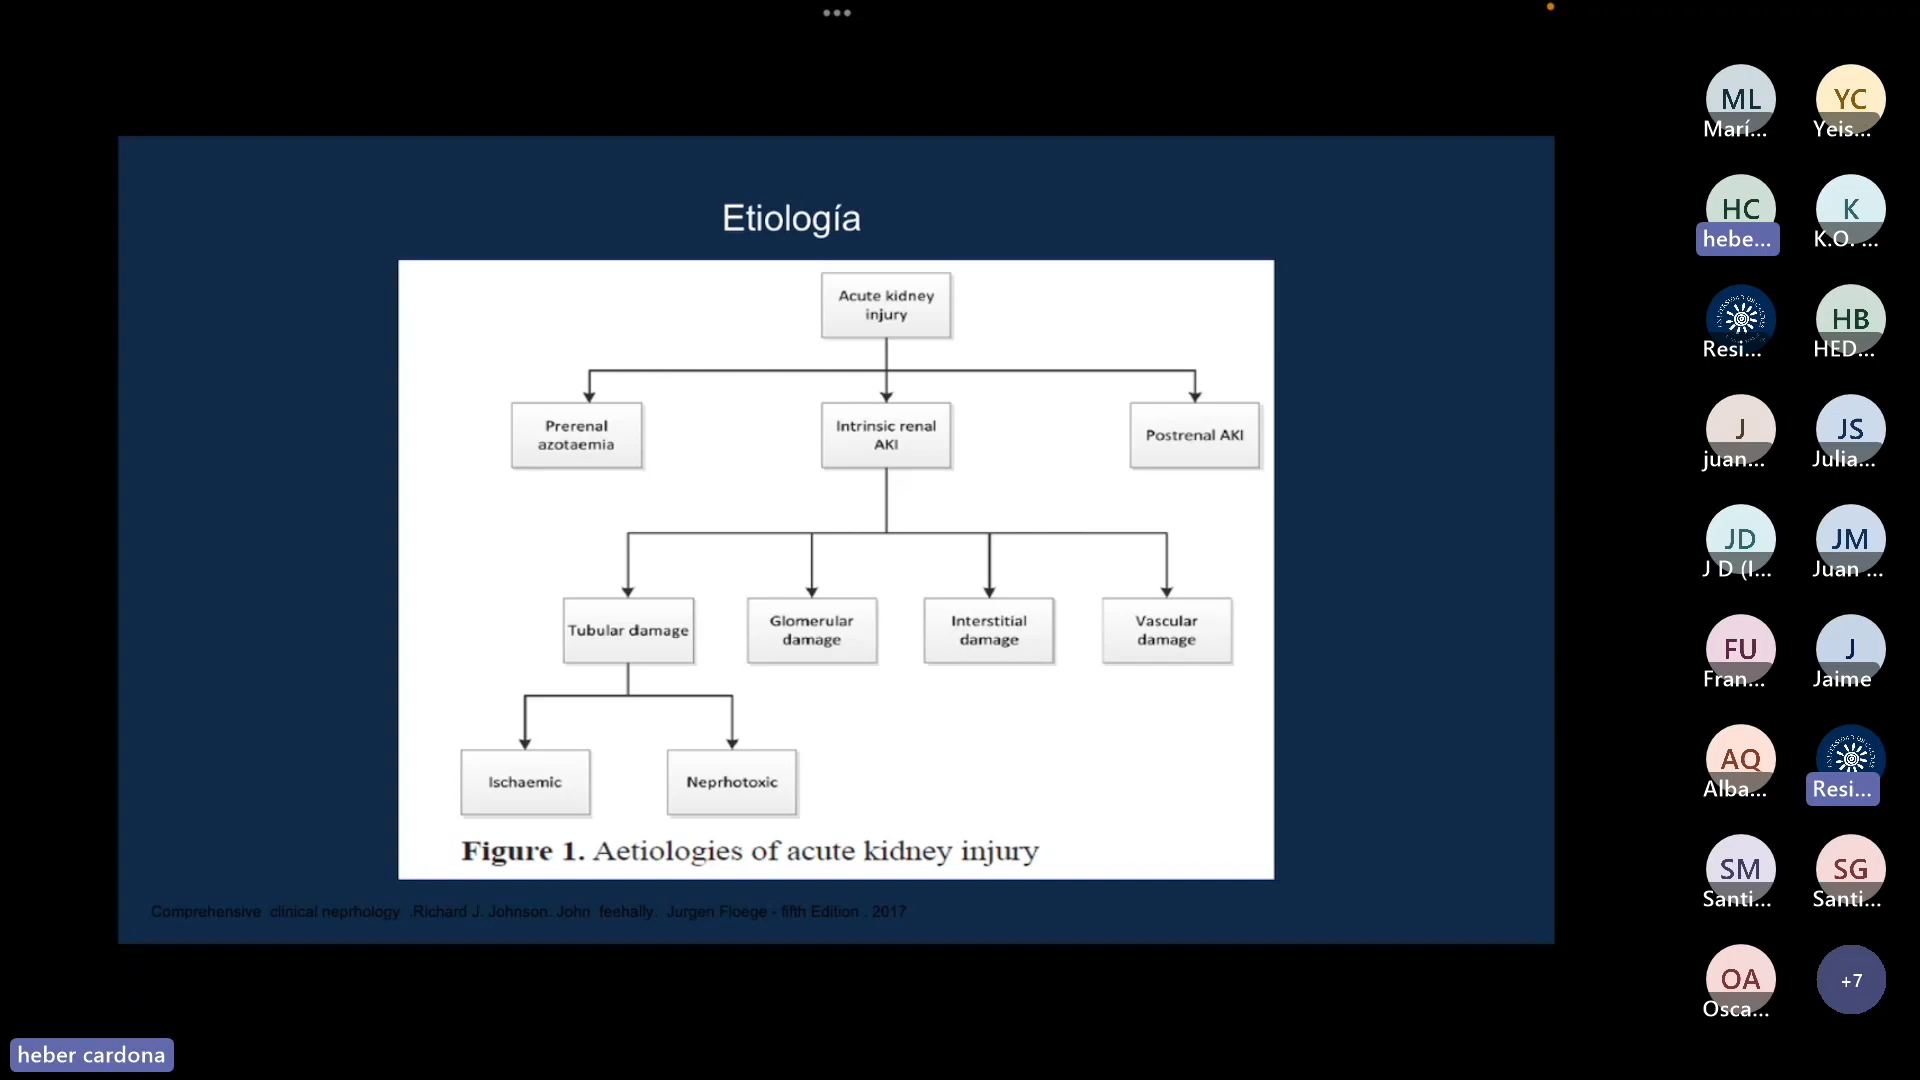 Etiología
Acute kidney
injury
Prerenal
azotaemia
Intrinsic renal
AKI
Postrenal AKI
Tubular damage
Glomerular
damage
Interstitial
damage
Vascular
damage
Ischaemic
Neprhotoxic
Figure 1. Aetiologies of acute kidney injury
Comprehensive clinical neprhology .Richard J. Johnson. John feehally. Jurgen Floege - fifth Edition . 2017
heber cardona
ML
Marí...
YC
Yeis...
HC
hebe...
K
K.O. ...
Resi...
HB
HED...
J
juan...
JS
Julia...
JD
J D (I...
JM
Juan ...
FU
Fran...
J
Jaime
AQ
Alba...
Resi...
SM
Santi...
SG
Santi...
OA
Osca...
+7